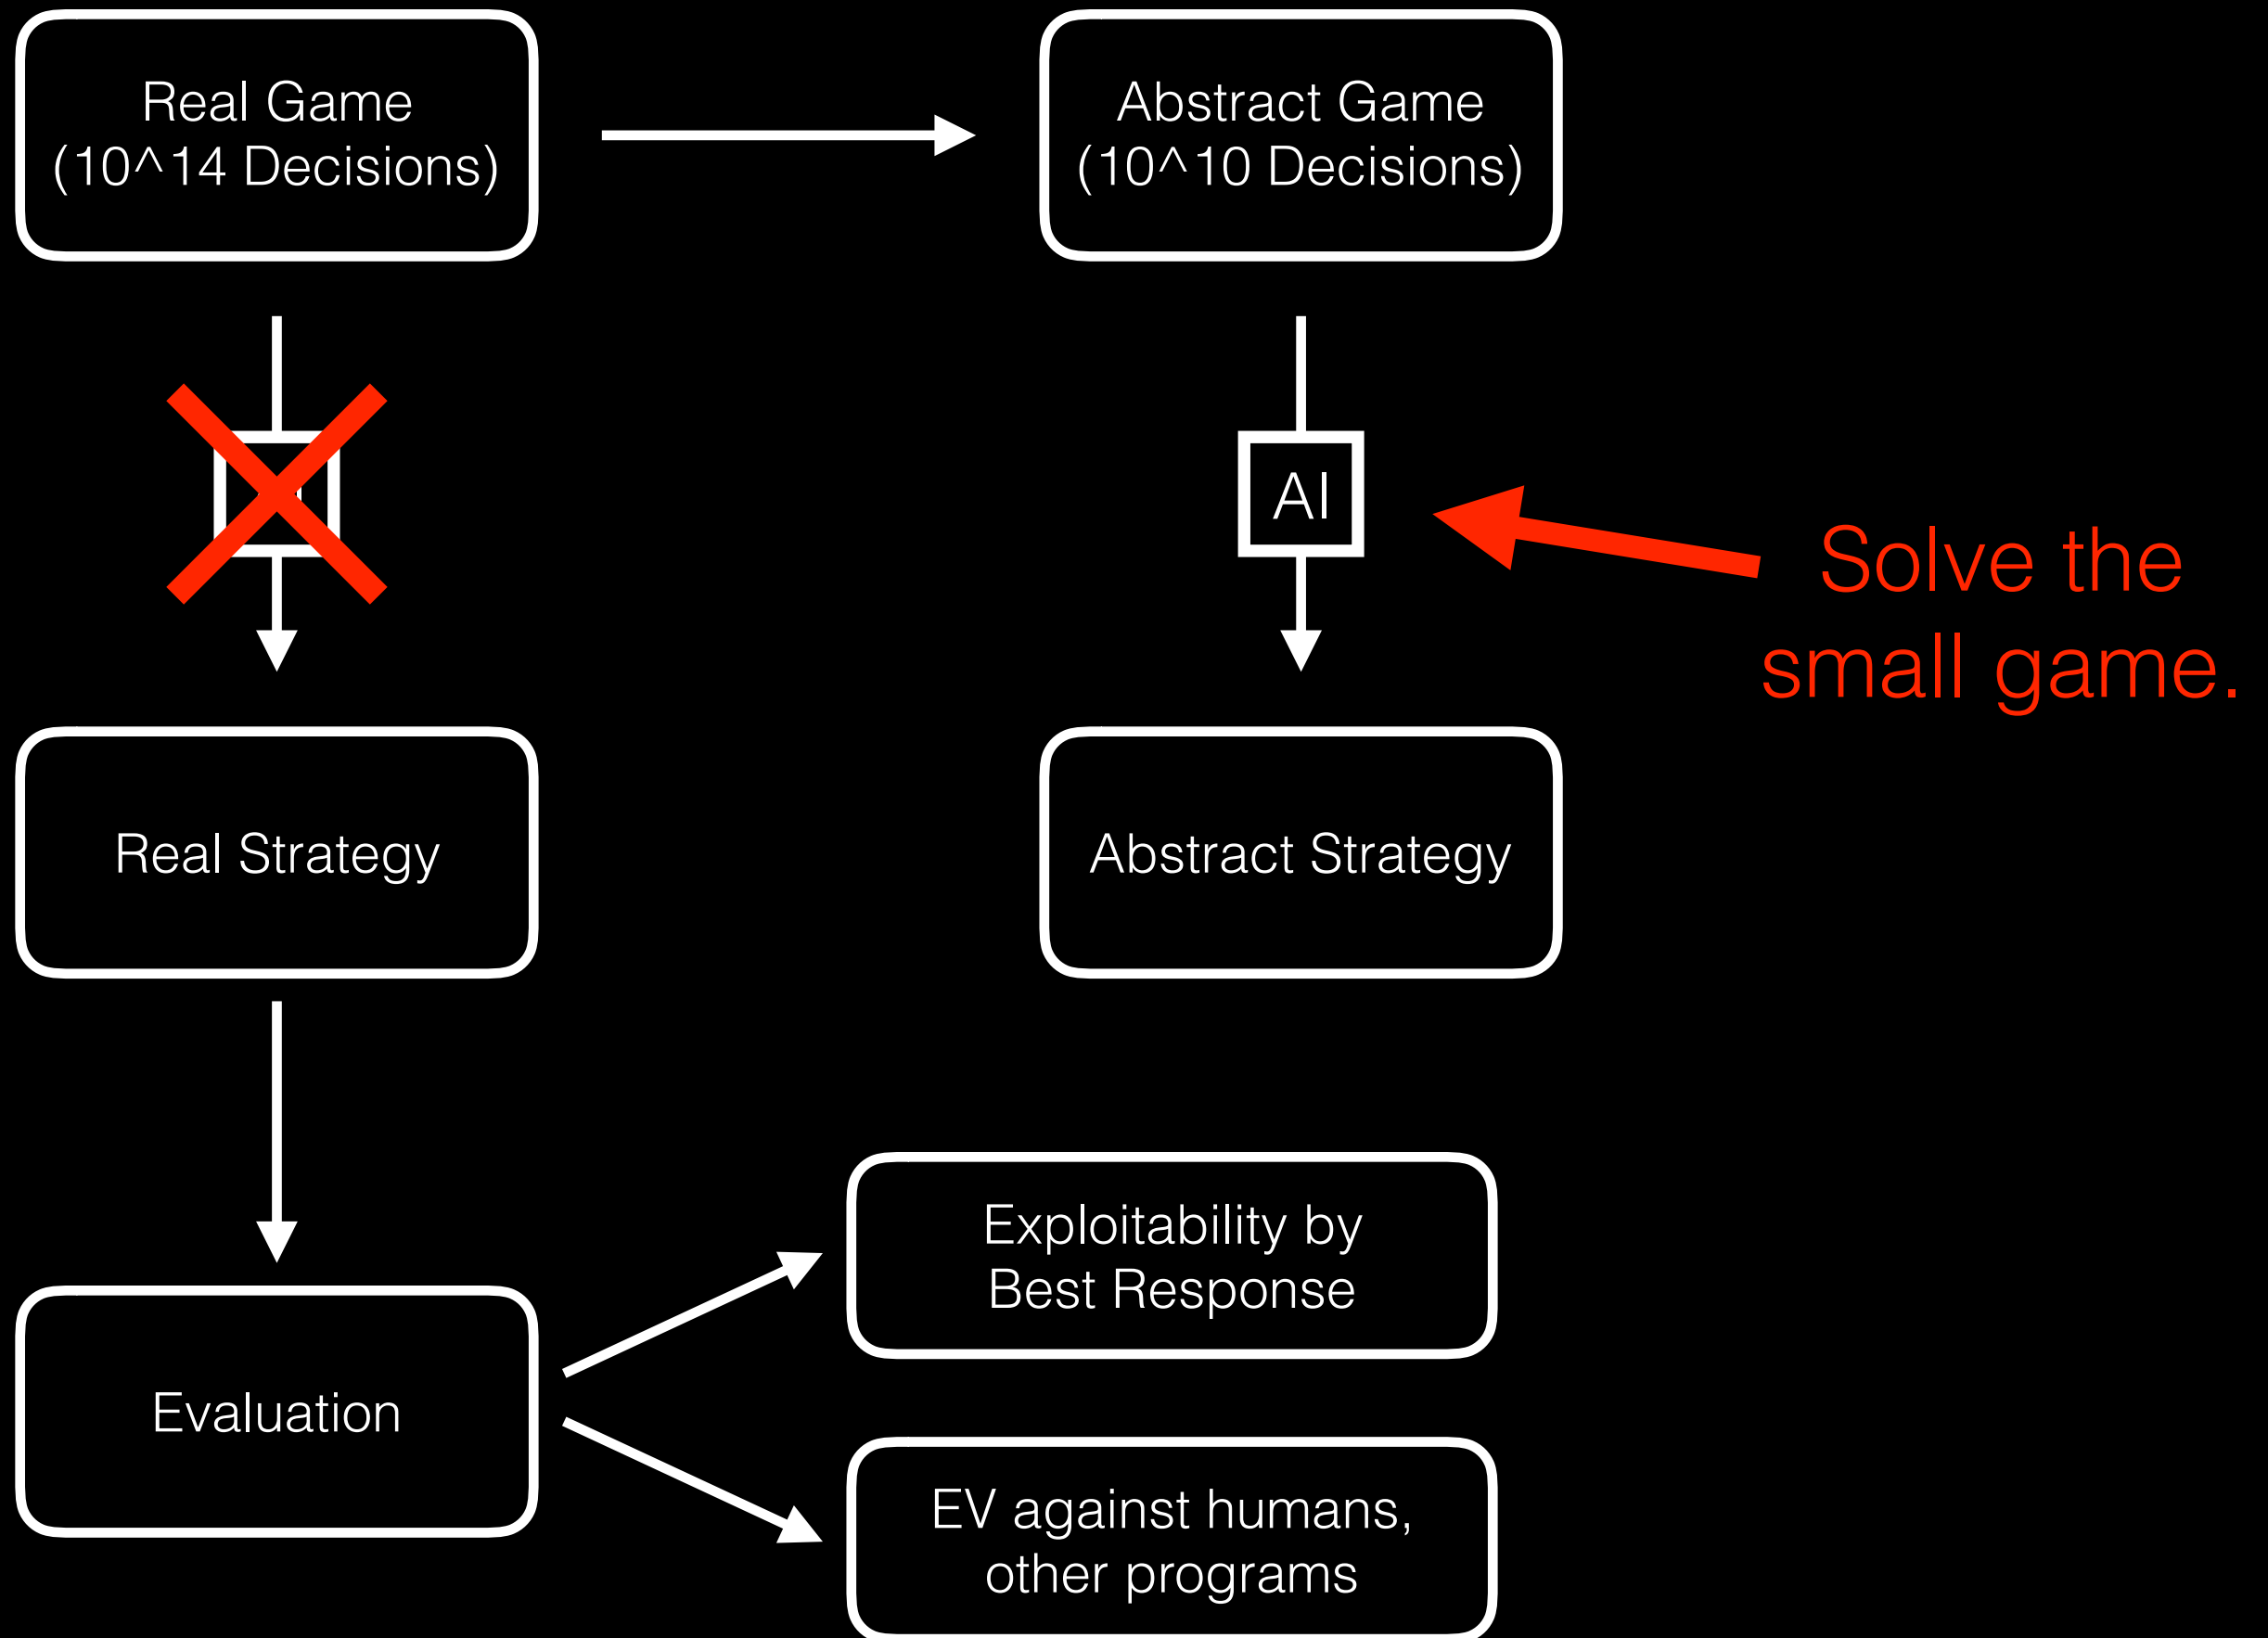 Real Game
(10^14 Decisions)
Abstract Game
(10^10 Decisions)
AI
Solve the
small game.
Real Strategy
Abstract Strategy
Exploitability by
Best Response
Evaluation
EV against humans,
other programs